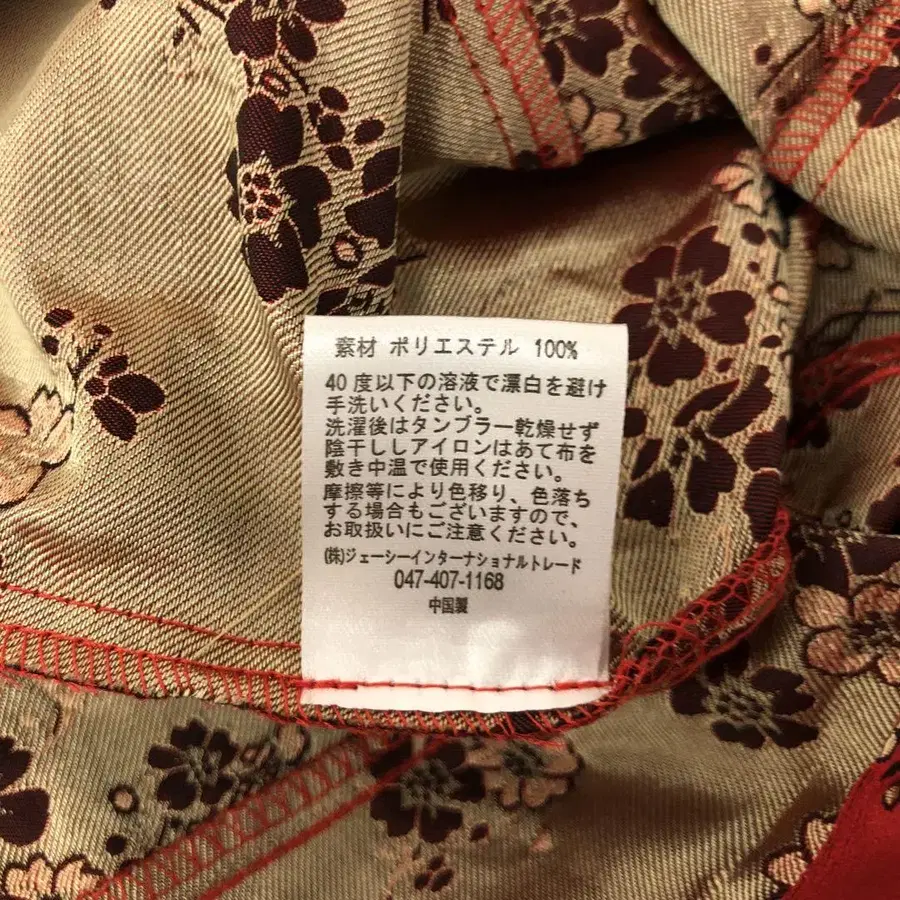 素材 ポリエステル 100%
40度以下の溶液で漂白を避け
手洗いください。
洗濯後はタンブラー乾燥せず
陰干ししアイロンはあて布を
敷き中温で使用ください。
摩擦等により色移り、色落ち
する場合もございますので、
お取扱いにご注意ください。
(株)ジェーシーインターナショナルトレード
047-407-1168
中国製